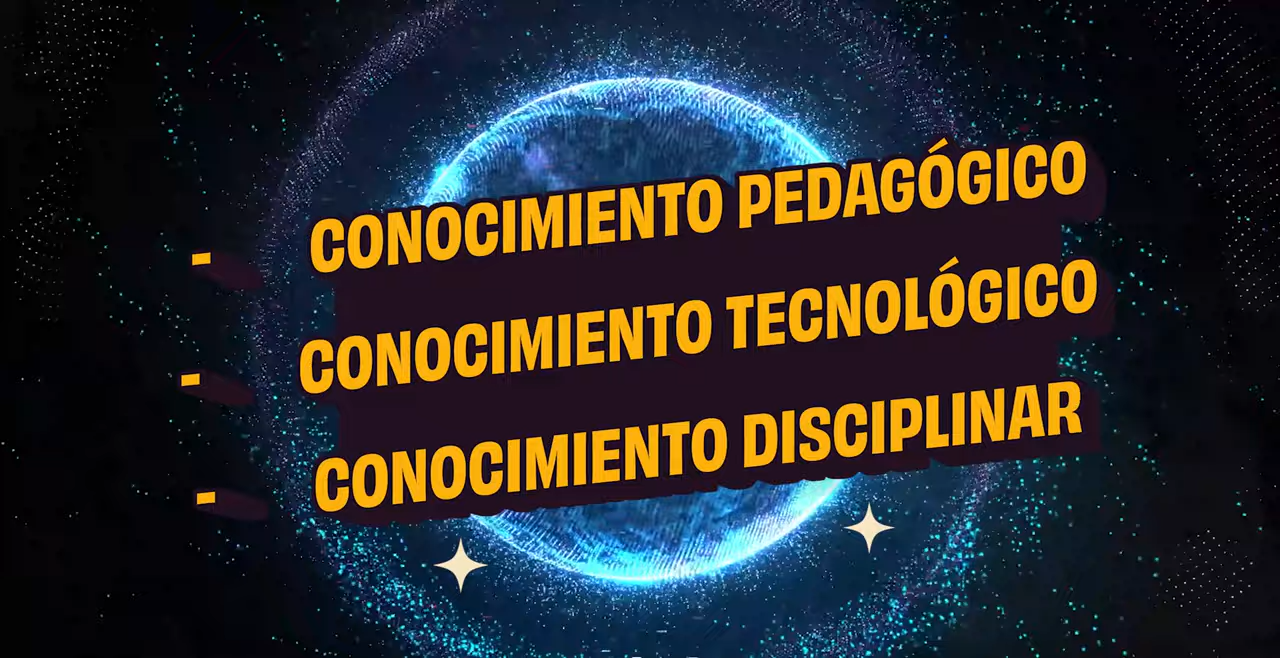 - CONOCIMIENTO PEDAGÓGICO
- CONOCIMIENTO TECNOLÓGICO
- CONOCIMIENTO DISCIPLINAR